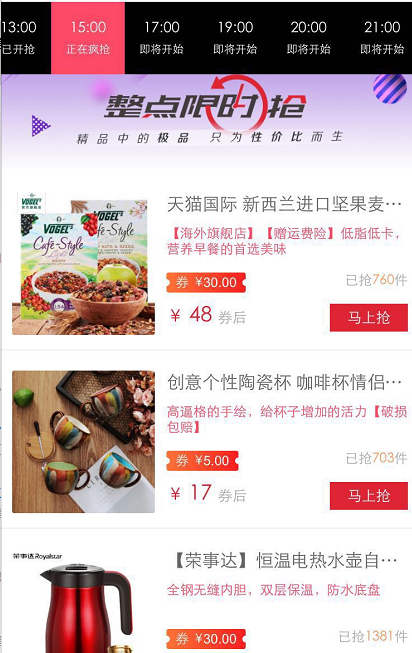 13:00 15:00 17:00 19:00 20:00 21:00
已开抢 正在疯抢 即将开始 即将开始 即将开始 即将开始
整点限时抢
精品中的极品 只为性价比而生
天猫国际 新西兰进口坚果麦…
【海外旗舰店】【赠运费险】低脂低卡，
营养早餐的首选美味
券 ¥30.00
已抢760件
¥ 48 券后
马上抢
VOGEL'S
Café-Style
Light
VOGEL'S
Café-Style
创意个性陶瓷杯 咖啡杯情侣…
高逼格的手绘，给杯子增加的活力【破损
包赔】
券 ¥5.00
已抢703件
¥ 17 券后
马上抢
荣事达Royalstar
【荣事达】恒温电热水壶自…
全钢无缝内胆，双层保温，防水底盘
券 ¥30.00
已抢1381件